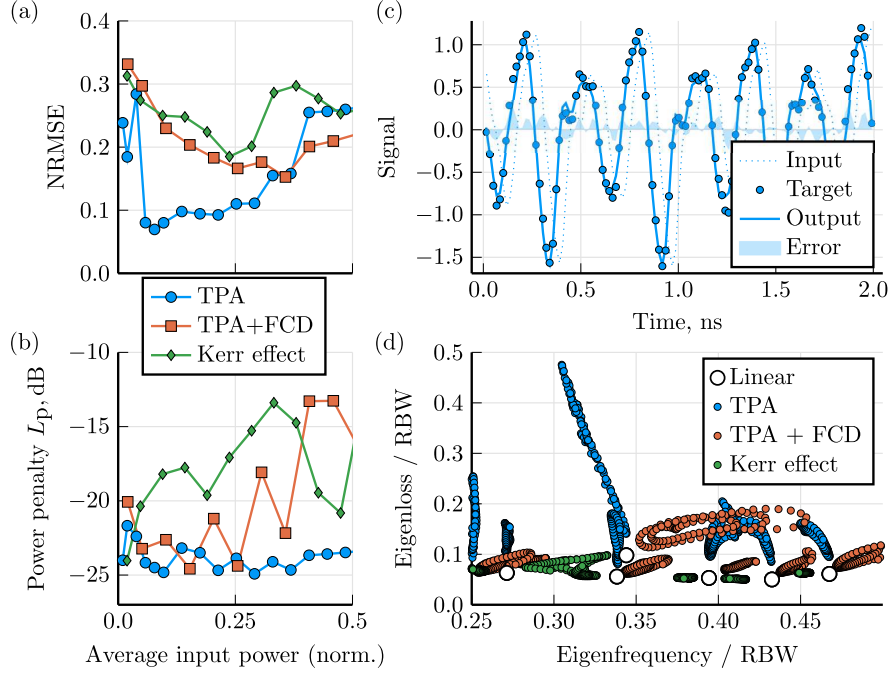 (a)
NRMSE
0.4
0.3
0.2
0.1
0.0
TPA
TPA+FCD
Kerr effect
(b)
Power penalty Lp, dB
−10
−15
−20
−25
0.0
0.25
0.5
Average input power (norm.)
(c)
Signal
1.0
0.5
0.0
−0.5
−1.0
−1.5
Input
Target
Output
Error
0.0
0.5
1.0
1.5
2.0
Time, ns
(d)
Eigenloss / RBW
0.5
0.4
0.3
0.2
0.1
0.0
Linear
TPA
TPA + FCD
Kerr effect
0.25
0.30
0.35
0.40
0.45
Eigenfrequency / RBW